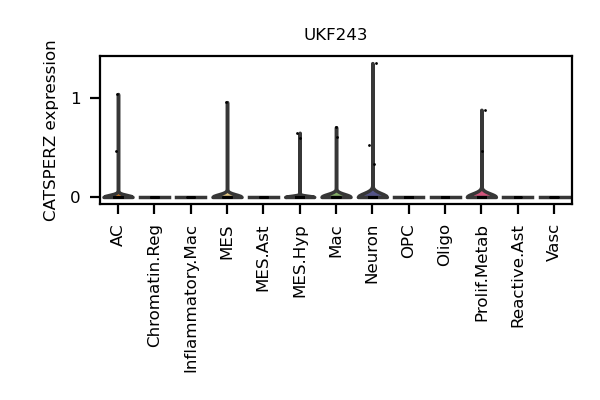 UKF243
CATSPERZ expression
1
0
AC
Chromatin.Reg
Inflammatory.Mac
MES
MES.Ast
MES.Hyp
Mac
Neuron
OPC
Oligo
Prolif.Metab
Reactive.Ast
Vasc